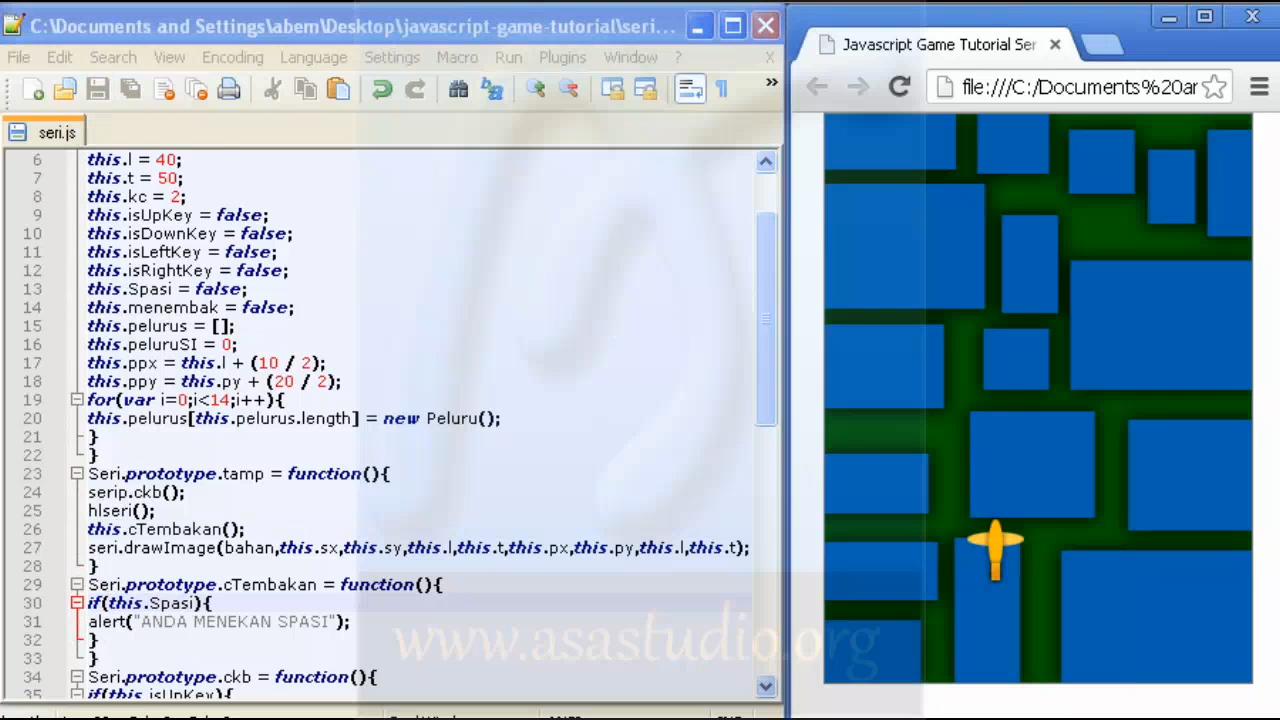 C:\Documents and Settings\abem\Desktop\javascript-game-tutorial\seri...
File Edit Search View Encoding Language Settings Macro Run Plugins Window ? X
seri.js
6 this.l = 40;
7 this.t = 50;
8 this.kc = 2;
9 this.isUpKey = false;
10 this.isDownKey = false;
11 this.isLeftKey = false;
12 this.isRightKey = false;
13 this.Spasi = false;
14 this.menembak = false;
15 this.pelurus = [];
16 this.peluruSI = 0;
17 this.ppx = this.l + (10 / 2);
18 this.ppy = this.py + (20 / 2);
19 for(var i=0;i<14;i++){
20 this.pelurus[this.pelurus.length] = new Peluru();
21 }
22 }
23 Seri.prototype.tamp = function(){
24 serip.ckb();
25 hlseri();
26 this.cTembakan();
27 seri.drawImage(bahan,this.sx,this.sy,this.l,this.t,this.px,this.py,this.l,this.t);
28 }
29 Seri.prototype.cTembakan = function(){
30 if(this.Spasi){
31 alert("ANDA MENEKAN SPASI");
32 }
33 }
34 Seri.prototype.ckb = function(){
35 if(this.isUpKey){
www.asastudio.org
Javascript Game Tutorial Ser
file:///C:/Documents%20ar